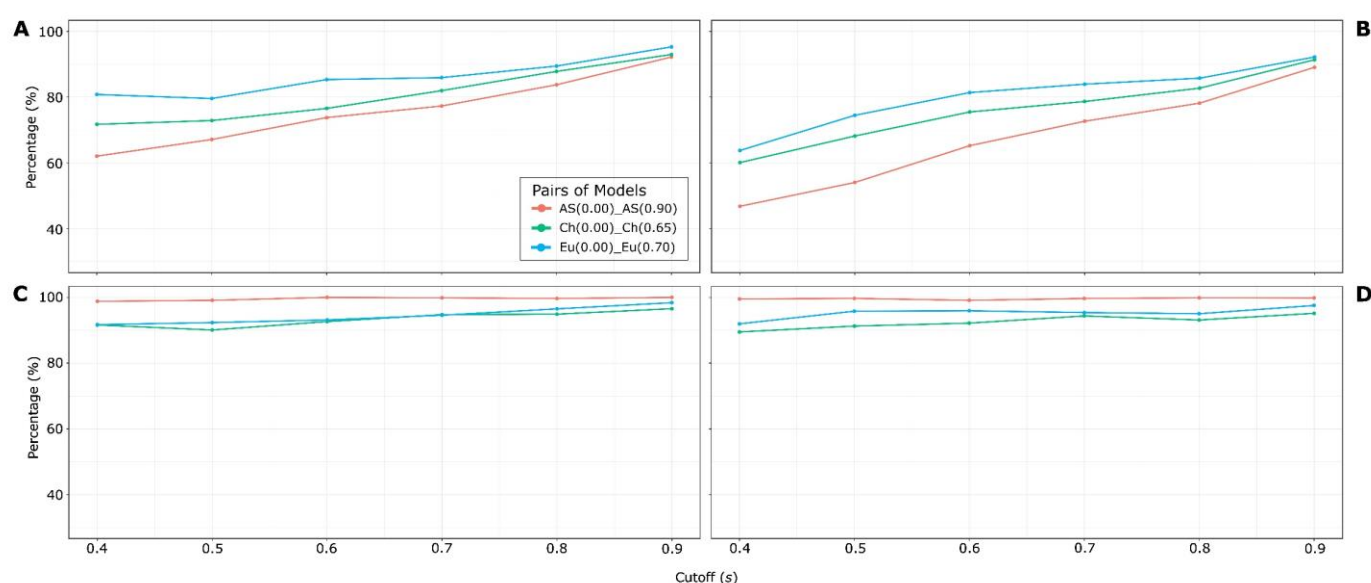 A
B
100
80
60
40
Percentage (%)
Pairs of Models
AS(0.00)_AS(0.90)
Ch(0.00)_Ch(0.65)
Eu(0.00)_Eu(0.70)
C
D
100
80
60
40
Percentage (%)
0.4 0.5 0.6 0.7 0.8 0.9 0.4 0.5 0.6 0.7 0.8 0.9
Cutoff (s)